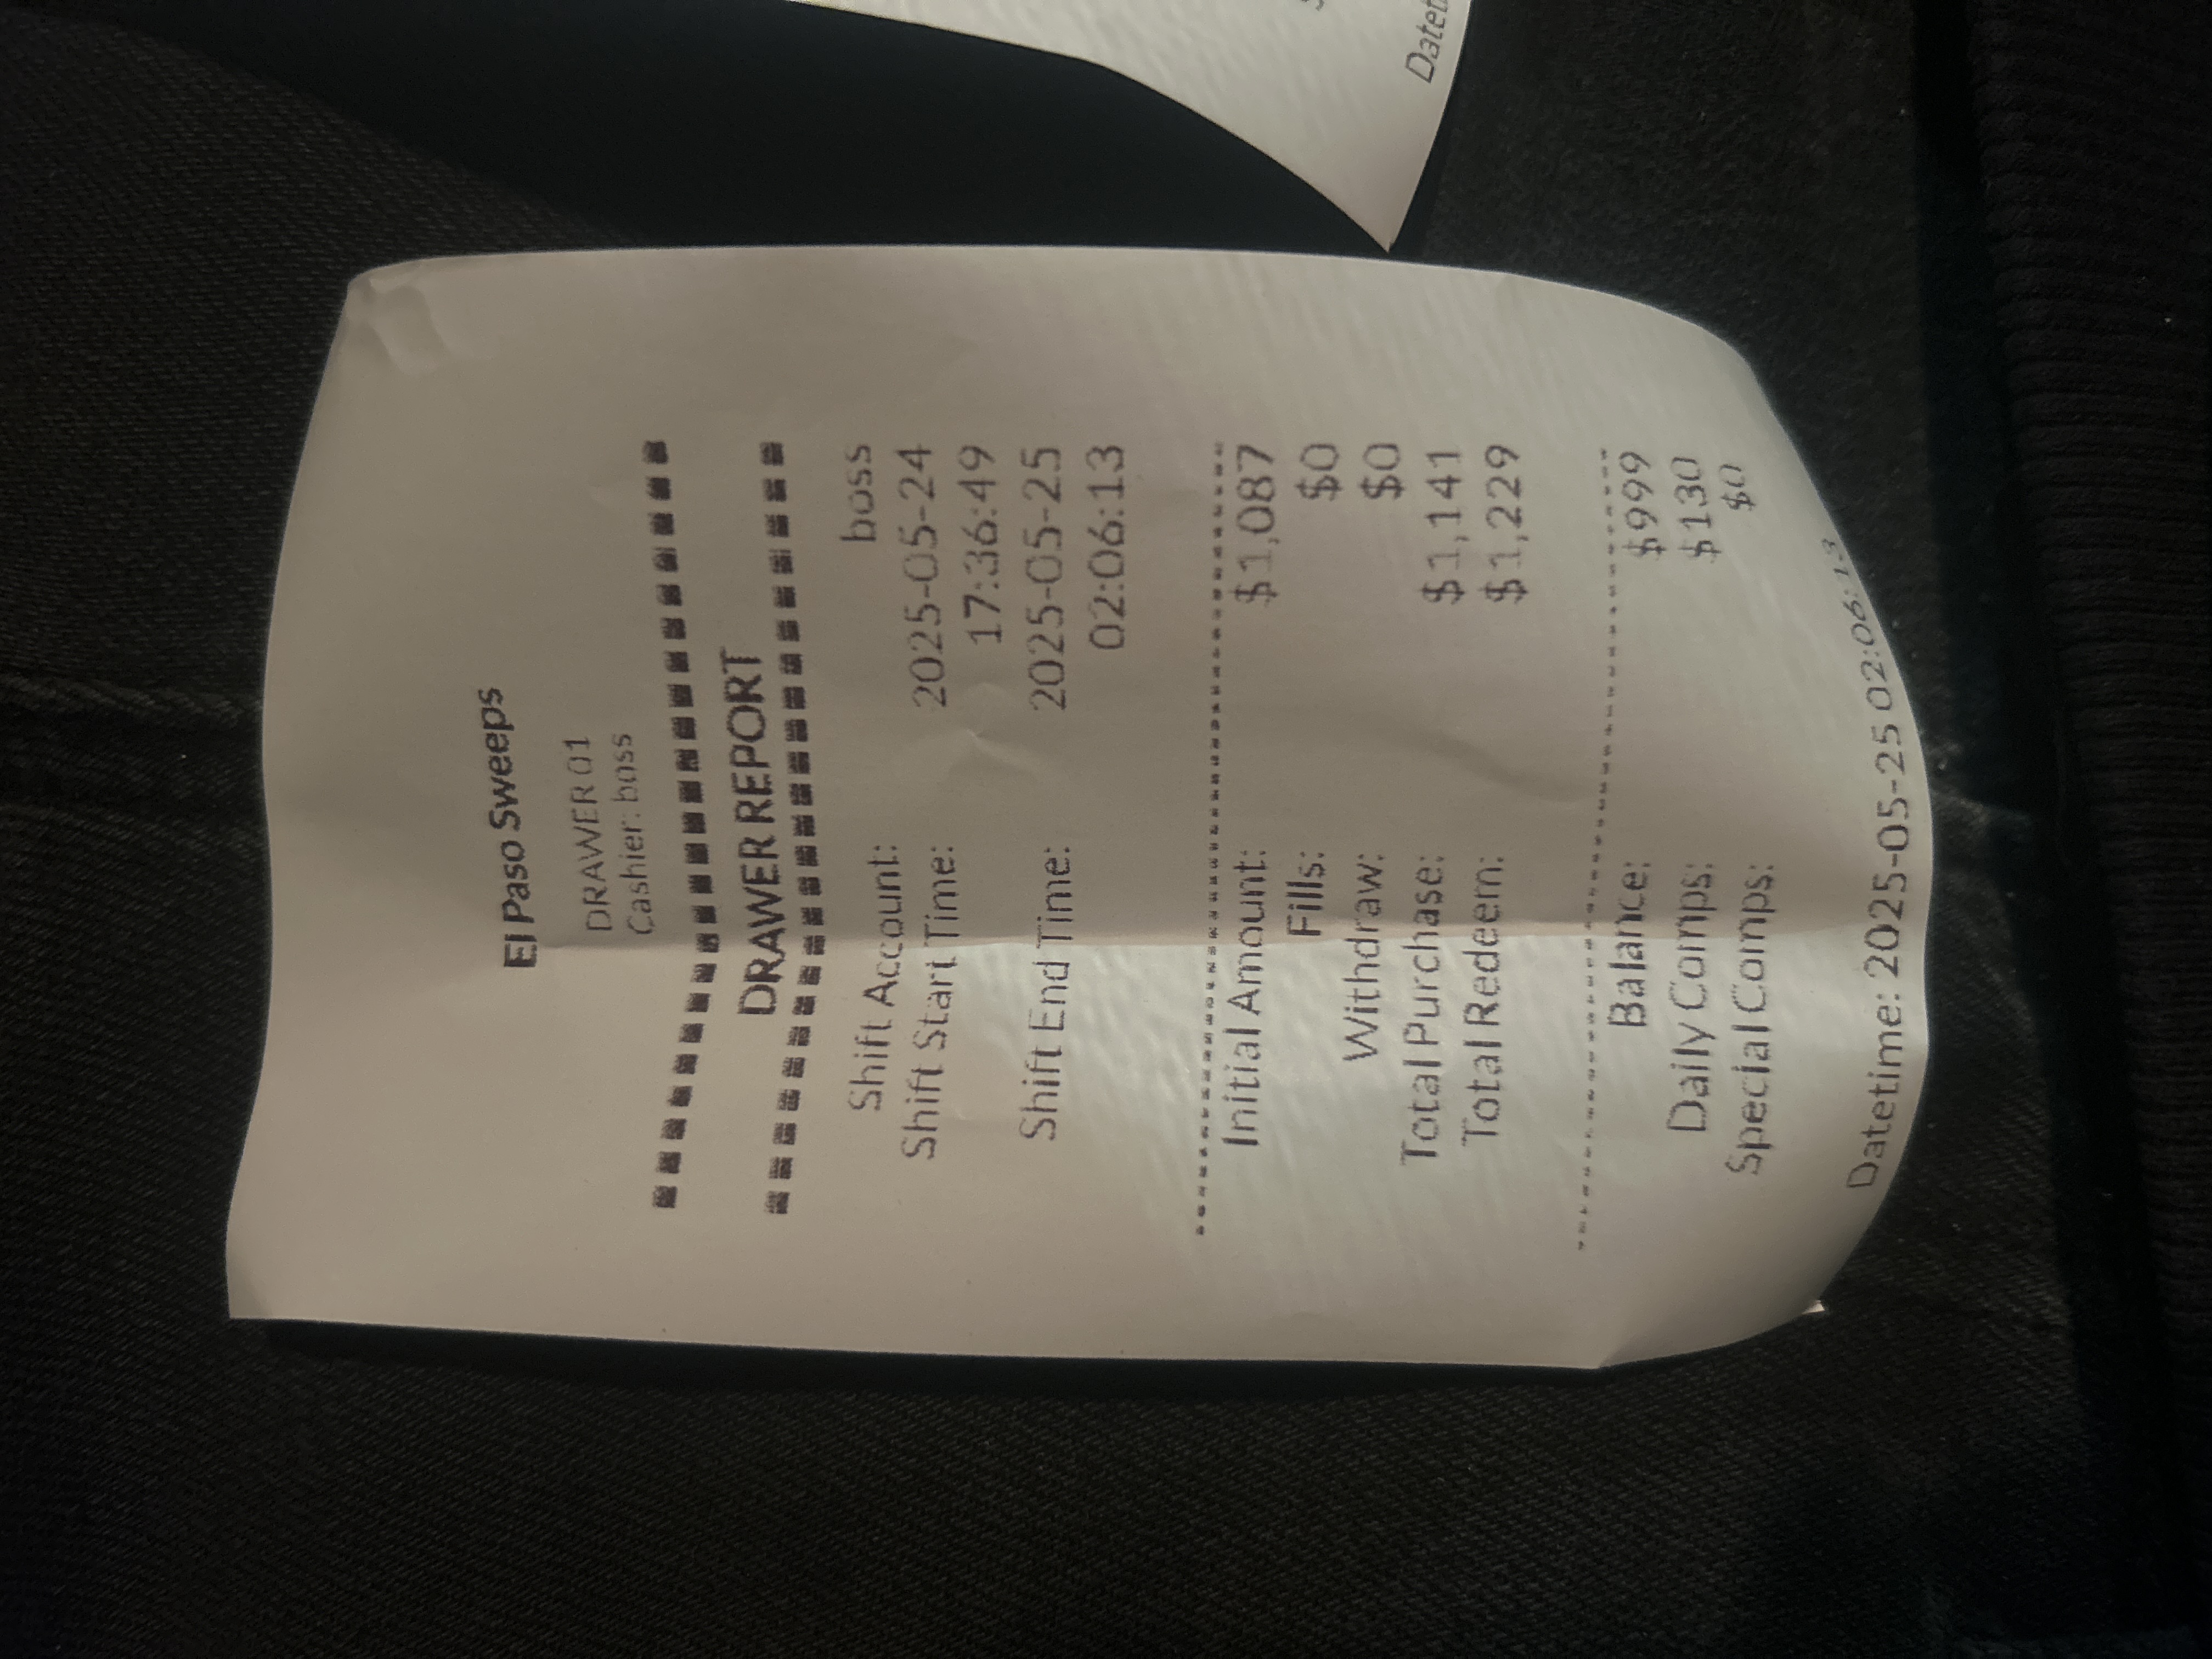 El Paso Sweeps
DRAWER 01
Cashier: boss
DRAWER REPORT
Shift Account: boss
Shift Start Time: 2025-05-24
17:36:49
Shift End Time: 2025-05-25
02:06:13
Initial Amount: $1,087
Fills: $0
Withdraw: $0
Total Purchase: $1,141
Total Redeem: $1,229
Balance: $999
Daily Comps: $130
Special Comps: $0
Datetime: 2025-05-25 02:06:13
Datet